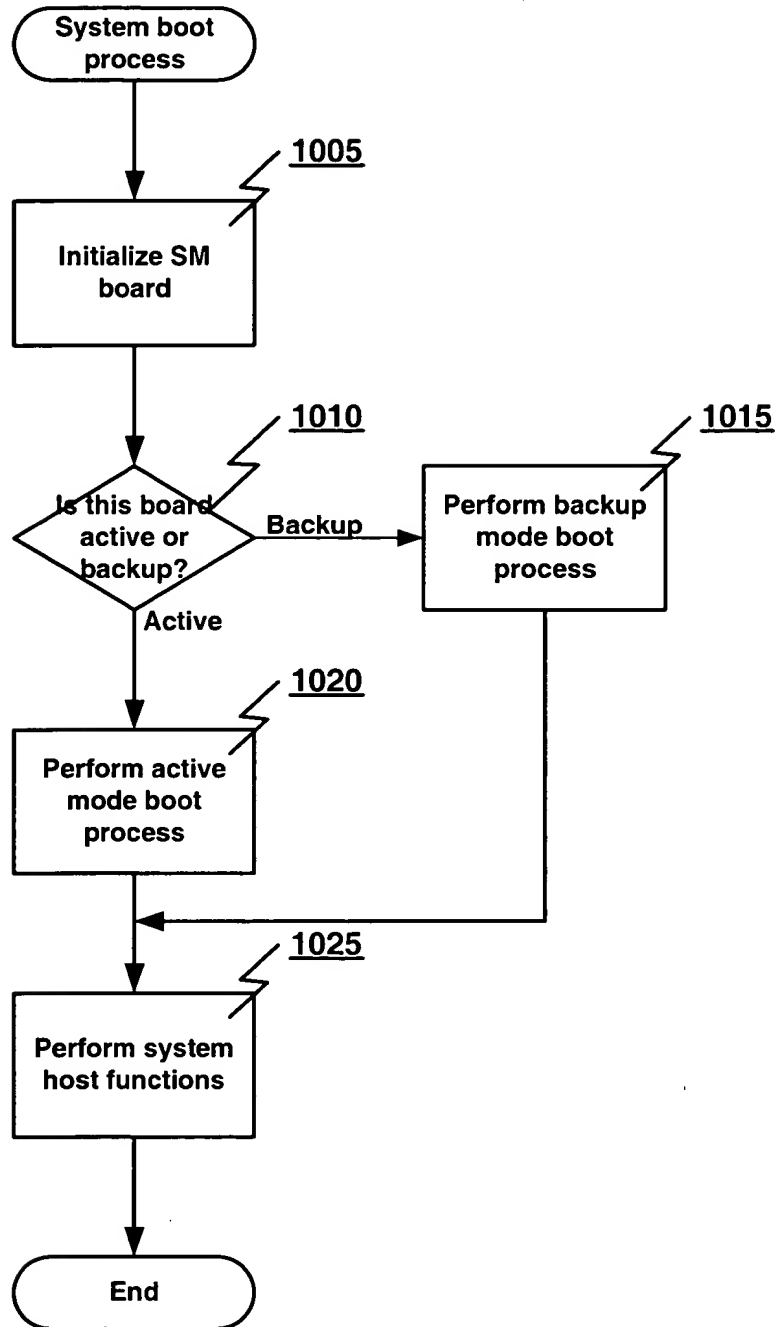 System boot
process
1005
Initialize SM
board
1010
1015
Is this board
active or
backup?
Backup
Perform backup
mode boot
process
Active
1020
Perform active
mode boot
process
1025
Perform system
host functions
End